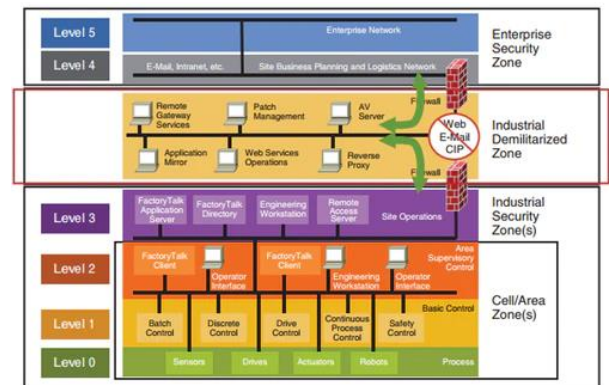 Level 5
Enterprise Network
Enterprise
Security
Zone
Level 4
E-Mail, Intranet, etc.
Site Business Planning and Logistics Network
Firewall
Remote
Gateway
Services
Patch
Management
AV
Server
Web
E-Mail
CIP
Industrial
Demilitarized
Zone
Application
Mirror
Web Services
Operations
Reverse
Proxy
Firewall
Level 3
FactoryTalk
Application
Server
FactoryTalk
Directory
Engineering
Workstation
Remote
Access
Server
Site Operations
Industrial
Security
Zone(s)
Level 2
FactoryTalk
Client
Operator
Interface
FactoryTalk
Client
Engineering
Workstation
Operator
Interface
Area
Supervisory
Control
Cell/Area
Zone(s)
Level 1
Batch
Control
Discrete
Control
Drive
Control
Continuous
Process
Control
Safety
Control
Basic Control
Level 0
Sensors
Drives
Actuators
Robots
Process